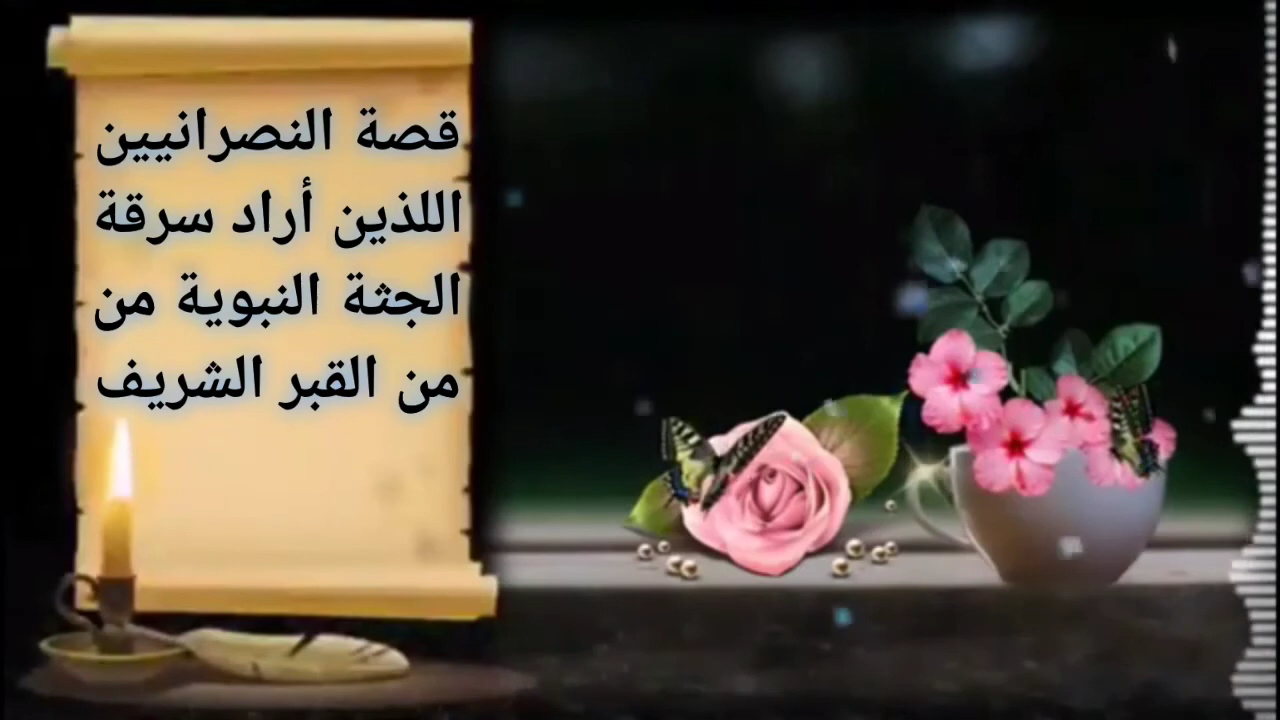 قصة النصرانيين
اللذين أراد سرقة
الجثة النبوية من
من القبر الشريف